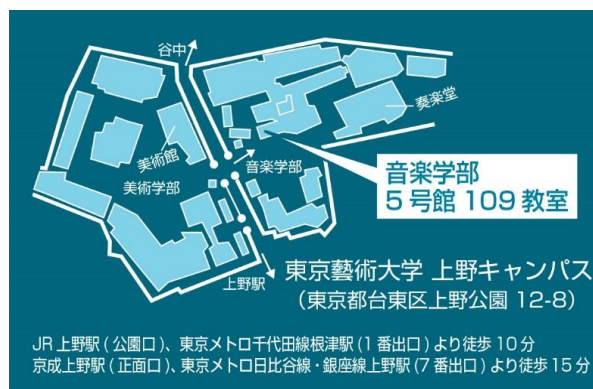 谷中
奏楽堂
美術館
音楽学部
美術学部
音楽学部
5号館 109 教室
上野駅
東京藝術大学 上野キャンパス
(東京都台東区上野公園 12-8)
JR 上野駅 ( 公園口 )、東京メトロ千代田線根津駅 (1 番出口 ) より徒歩 10 分
京成上野駅 ( 正面口 )、東京メトロ日比谷線・銀座線上野駅 (7 番出口 ) より徒歩 15 分